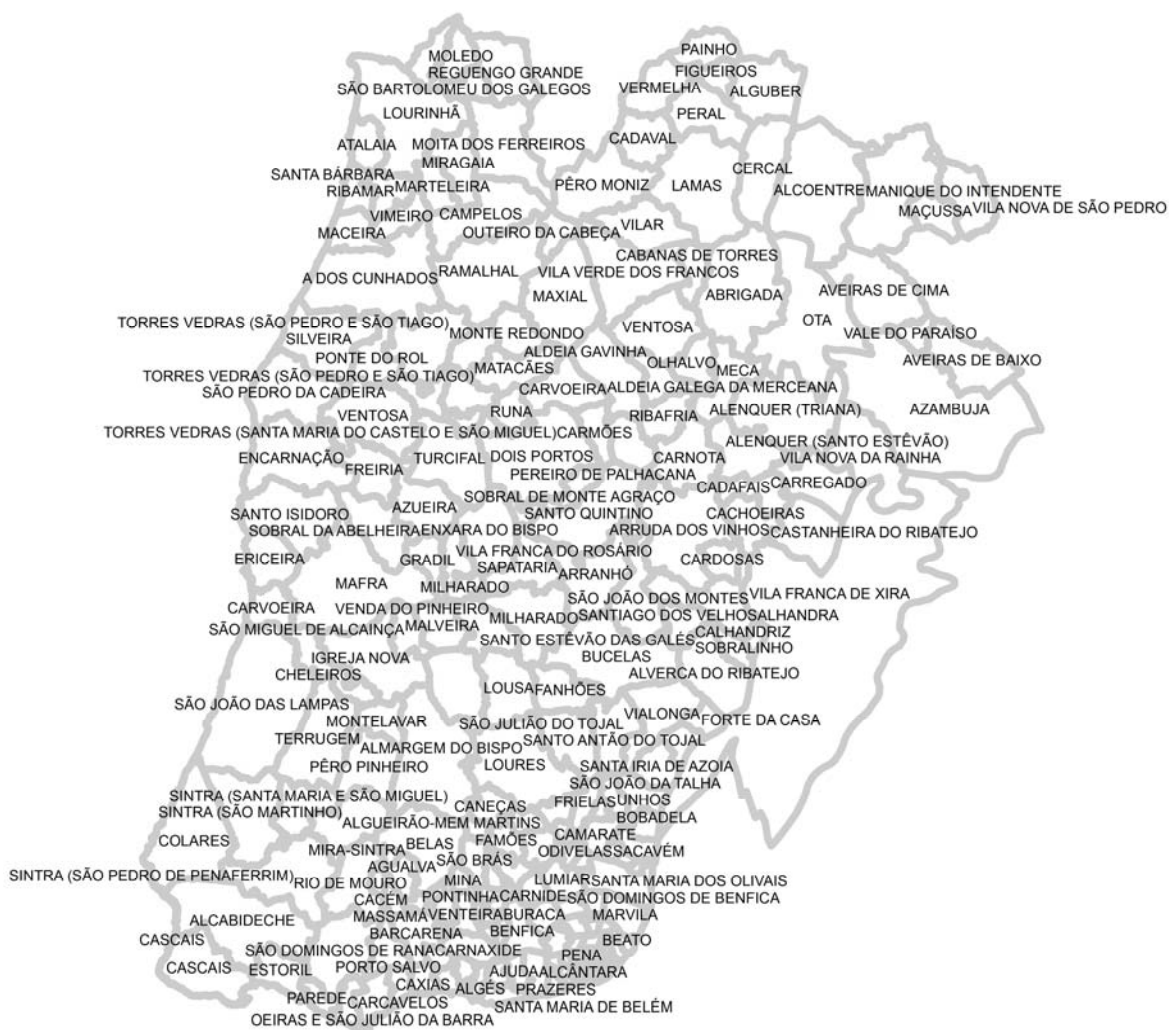 MOLEDO
PAINHO
REGUENGO GRANDE
FIGUEIROS
SÃO BARTOLOMEU DOS GALEGOS
VERMELHA
ALGUBER
LOURINHÃ
PERAL
ATALAIA
MOITA DOS FERREIROS
CADAVAL
MIRAGAIA
CERCAL
SANTA BÁRBARA
RIBAMAR
MARTELEIRA
PÊRO MONIZ
LAMAS
ALCOENTRE
MANIQUE DO INTENDENTE
MAÇUSSA
VILA NOVA DE SÃO PEDRO
VIMEIRO
CAMPELOS
MACEIRA
OUTEIRO DA CABEÇA
VILAR
CABANAS DE TORRES
A DOS CUNHADOS
RAMALHAL
VILA VERDE DOS FRANCOS
MAXIAL
ABRIGADA
AVEIRAS DE CIMA
TORRES VEDRAS (SÃO PEDRO E SÃO TIAGO)
OTA
SILVEIRA
MONTE REDONDO
VENTOSA
VALE DO PARAÍSO
PONTE DO ROL
ALDEIA GAVINHA
OLHALVO
AVEIRAS DE BAIXO
TORRES VEDRAS (SÃO PEDRO E SÃO TIAGO)
MATACÃES
MECA
SÃO PEDRO DA CADEIRA
CARVOEIRA
ALDEIA GALEGA DA MERCEANA
VENTOSA
RUNA
RIBAFRIA
ALENQUER (TRIANA)
AZAMBUJA
TORRES VEDRAS (SANTA MARIA DO CASTELO E SÃO MIGUEL)
CARMÕES
ALENQUER (SANTO ESTÊVÃO)
ENCARNAÇÃO
FREIRIA
TURCIFAL
DOIS PORTOS
CARNOTA
VILA NOVA DA RAINHA
PEREIRO DE PALHACANA
CADAFAIS
CARREGADO
SOBRAL DE MONTE AGRAÇO
SANTO ISIDORO
AZUEIRA
SANTO QUINTINO
CACHOEIRAS
SOBRAL DA ABELHEIRA
ENXARA DO BISPO
ARRUDA DOS VINHOS
CASTANHEIRA DO RIBATEJO
ERICEIRA
GRADIL
VILA FRANCA DO ROSÁRIO
SAPATARIA
CARDOSAS
ARRANHÓ
MAFRA
MILHARADO
SÃO JOÃO DOS MONTES
VILA FRANCA DE XIRA
CARVOEIRA
VENDA DO PINHEIRO
MILHARADO
SANTIAGO DOS VELHOS
ALHANDRA
SÃO MIGUEL DE ALCAINÇA
MALVEIRA
CALHANDRIZ
SANTO ESTÊVÃO DAS GALÉS
SOBRALINHO
IGREJA NOVA
BUCELAS
CHELEIROS
ALVERCA DO RIBATEJO
LOUSA
FANHÕES
SÃO JOÃO DAS LAMPAS
MONTELAVAR
SÃO JULIÃO DO TOJAL
VIALONGA
FORTE DA CASA
TERRUGEM
ALMARGEM DO BISPO
SANTO ANTÃO DO TOJAL
PÊRO PINHEIRO
LOURES
SANTA IRIA DE AZOIA
SÃO JOÃO DA TALHA
SINTRA (SANTA MARIA E SÃO MIGUEL)
CANEÇAS
FRIELAS
UNHOS
SINTRA (SÃO MARTINHO)
ALGUEIRÃO-MEM MARTINS
BOBADELA
COLARES
MIRA-SINTRA
BELAS
FAMÕES
CAMARATE
ODIVELAS
SACAVÉM
AGUALVA
SÃO BRÁS
SINTRA (SÃO PEDRO DE PENAFERRIM)
RIO DE MOURO
MINA
LUMIAR
SANTA MARIA DOS OLIVAIS
CACÉM
PONTINHA
CARNIDE
SÃO DOMINGOS DE BENFICA
ALCABIDECHE
MASSAMÁ
VENTEIRA
BURACA
MARVILA
CASCAIS
BARCARENA
BENFICA
BEATO
SÃO DOMINGOS DE RANA
CARNAXIDE
PENA
CASCAIS
ESTORIL
PORTO SALVO
AJUDA
ALCÂNTARA
CAXIAS
ALGÉS
PRAZERES
PAREDE
CARCAVELOS
SANTA MARIA DE BELÉM
OEIRAS E SÃO JULIÃO DA BARRA